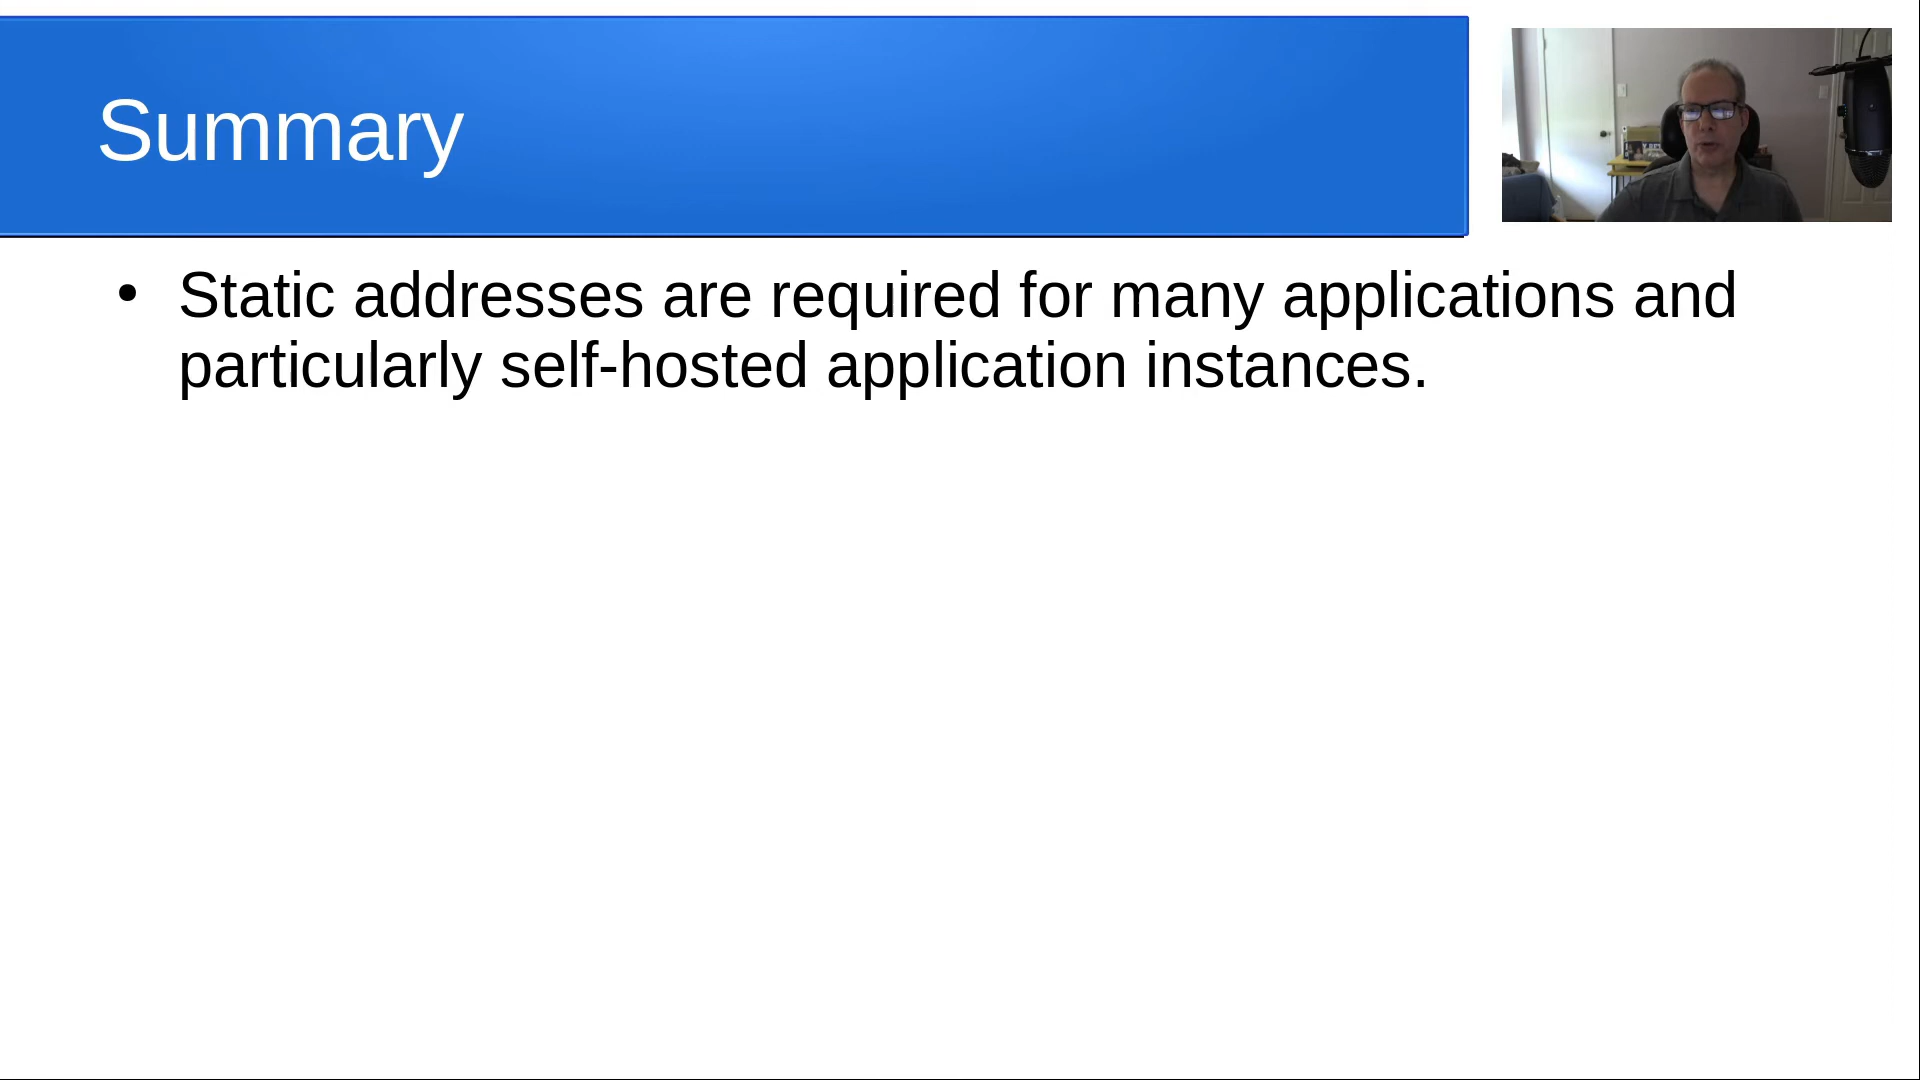 Summary
• Static addresses are required for many applications and
particularly self-hosted application instances.